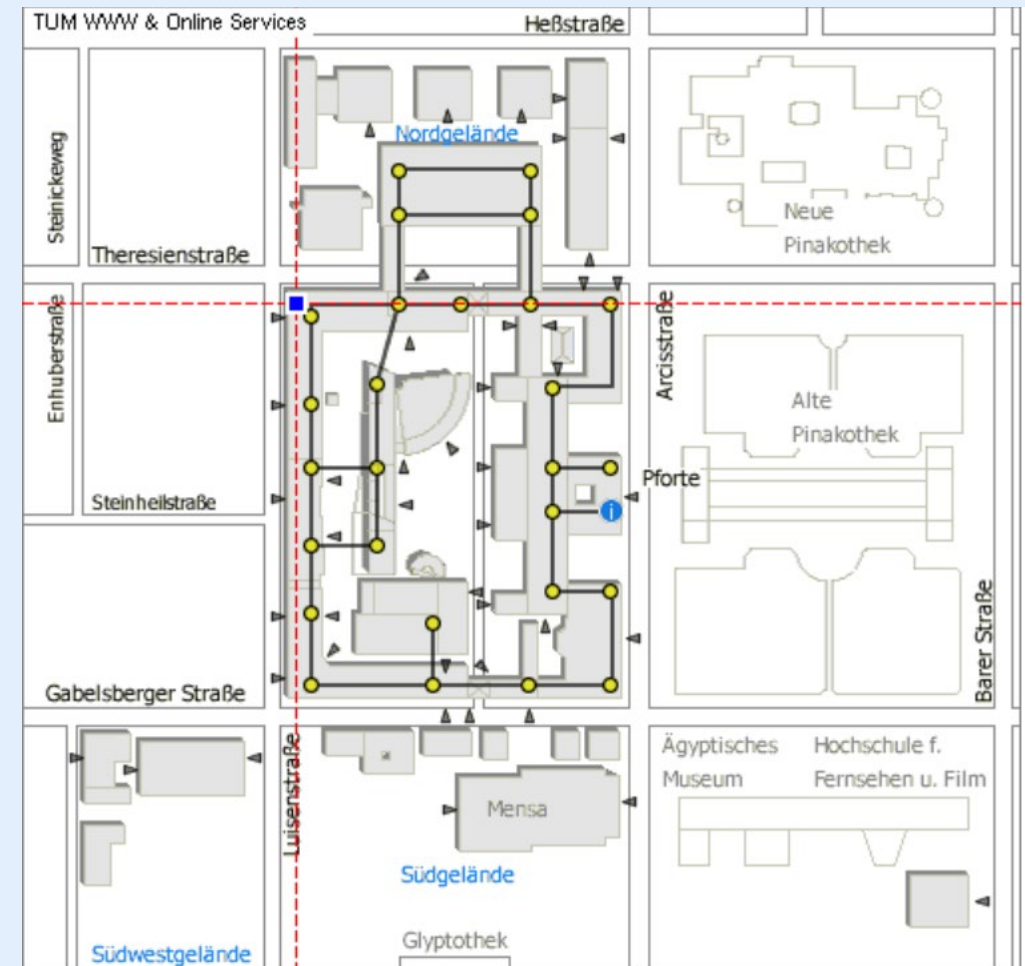 TUM WWW & Online Services
Heßstraße
Nordgelände
Steinickeweg
Neue
Pinakothek
Theresienstraße
Enhuberstraße
Arcisstraße
Alte
Pinakothek
Pforte
Steinheilstraße
i
Barer Straße
Gabelsberger Straße
Luisenstraße
Ägyptisches
Museum
Hochschule f.
Fernsehen u. Film
Mensa
Südgelände
Glyptothek
Südwestgelände